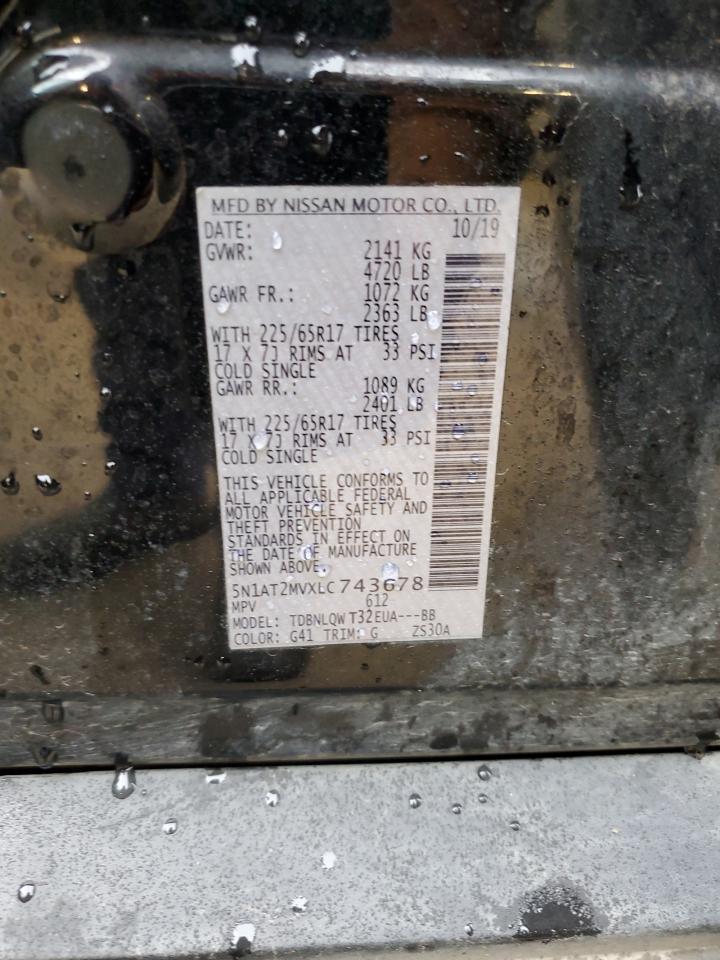 MFD BY NISSAN MOTOR CO., LTD.
DATE: 10/19
GVWR: 2141 KG
4720 LB
GAWR FR.: 1072 KG
2363 LB
WITH 225/65R17 TIRES
17 X 7J RIMS AT 33 PSI
COLD SINGLE
GAWR RR.: 1089 KG
2401 LB
WITH 225/65R17 TIRES
17 X 7J RIMS AT 33 PSI
COLD SINGLE
THIS VEHICLE CONFORMS TO
ALL APPLICABLE FEDERAL
MOTOR VEHICLE SAFETY AND
THEFT PREVENTION
STANDARDS IN EFFECT ON
THE DATE OF MANUFACTURE
SHOWN ABOVE.
5N1AT2MVXLC743678
MPV 612
MODEL: TDBNLQW T32EUA---BB
COLOR: G41 TRIM: G ZS30A